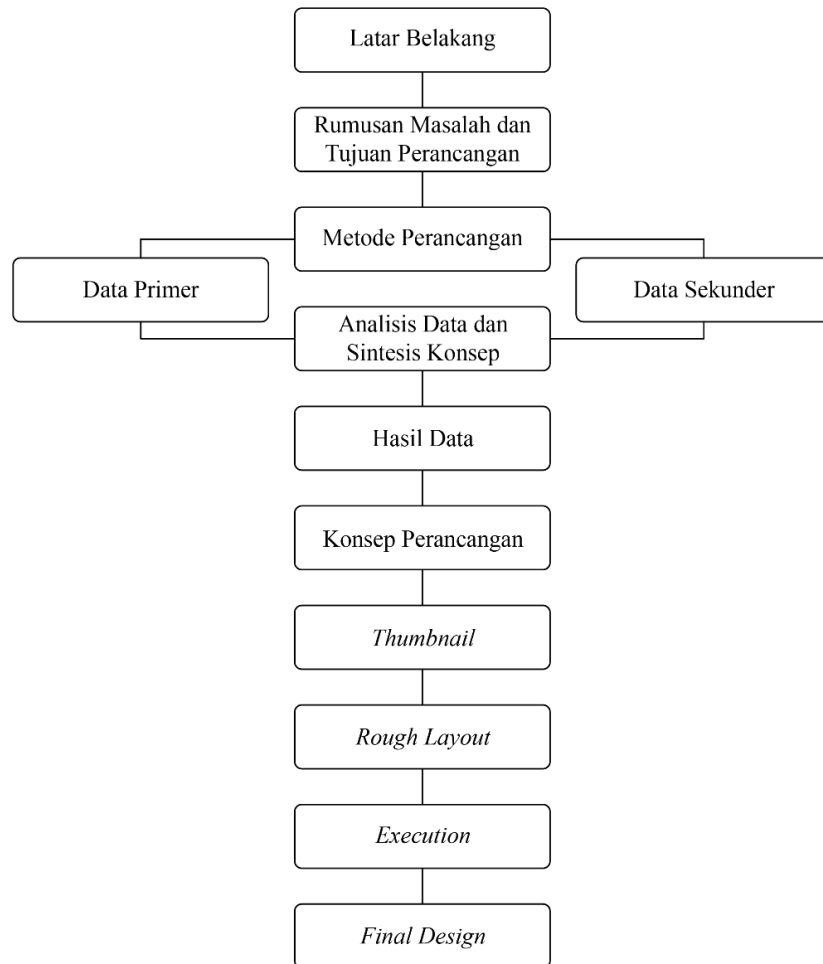 Latar Belakang
Rumusan Masalah dan
Tujuan Perancangan
Metode Perancangan
Data Primer
Data Sekunder
Analisis Data dan
Sintesis Konsep
Hasil Data
Konsep Perancangan
Thumbnail
Rough Layout
Execution
Final Design